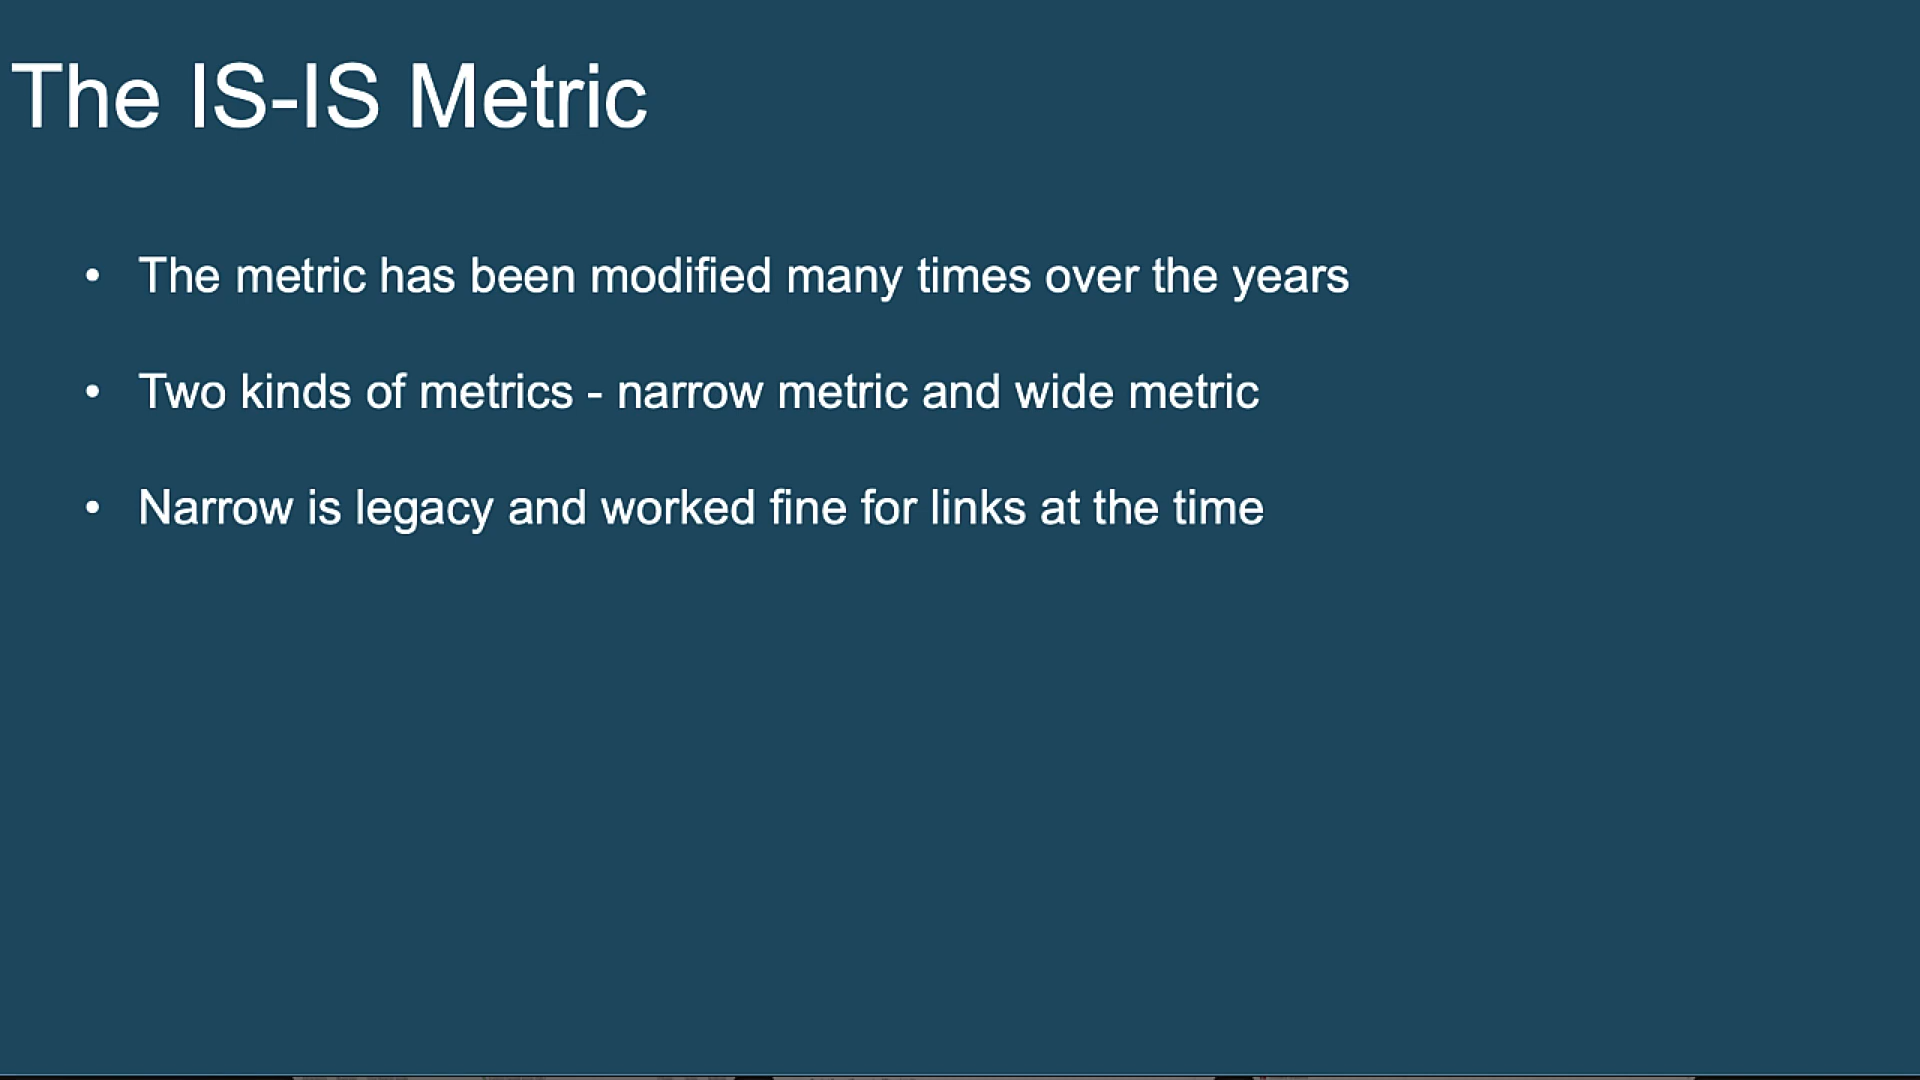 The IS-IS Metric
• The metric has been modified many times over the years
• Two kinds of metrics - narrow metric and wide metric
• Narrow is legacy and worked fine for links at the time